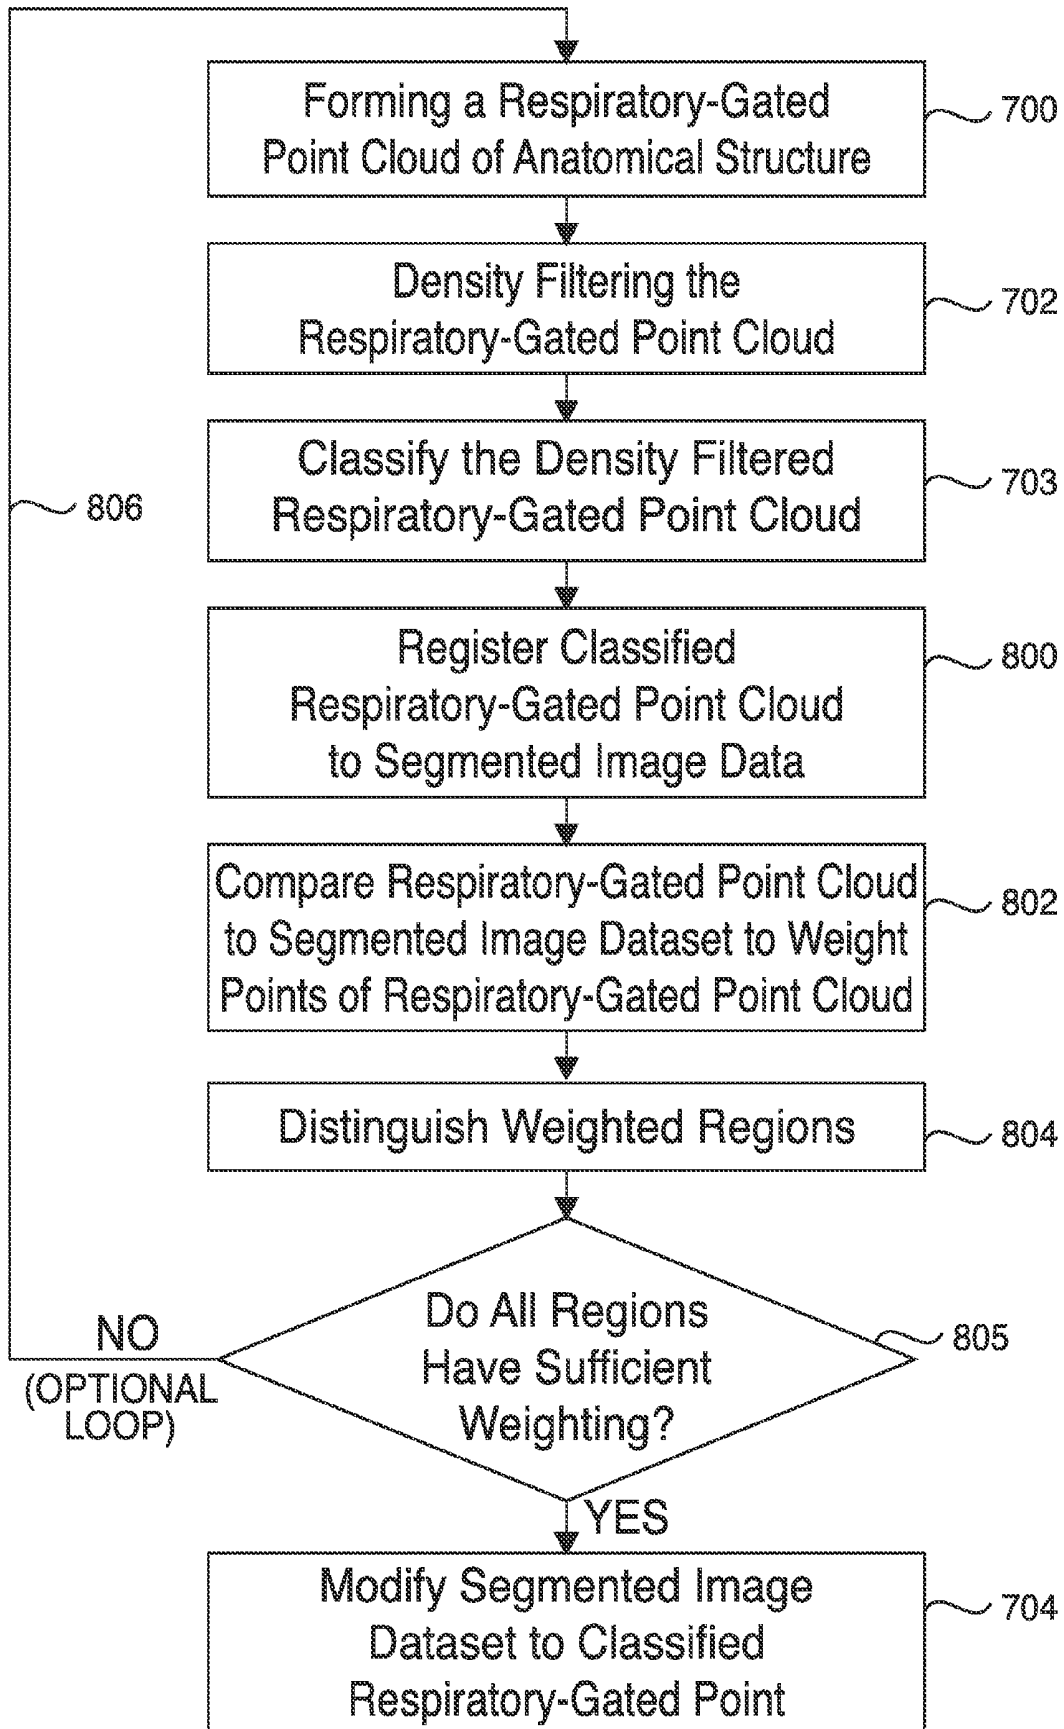 Forming a Respiratory-Gated
Point Cloud of Anatomical Structure
700
Density Filtering the
Respiratory-Gated Point Cloud
702
Classify the Density Filtered
Respiratory-Gated Point Cloud
703
806
Register Classified
Respiratory-Gated Point Cloud
to Segmented Image Data
800
Compare Respiratory-Gated Point Cloud
to Segmented Image Dataset to Weight
Points of Respiratory-Gated Point Cloud
802
Distinguish Weighted Regions
804
Do All Regions
Have Sufficient
Weighting?
805
NO
(OPTIONAL
LOOP)
YES
Modify Segmented Image
Dataset to Classified
Respiratory-Gated Point
704